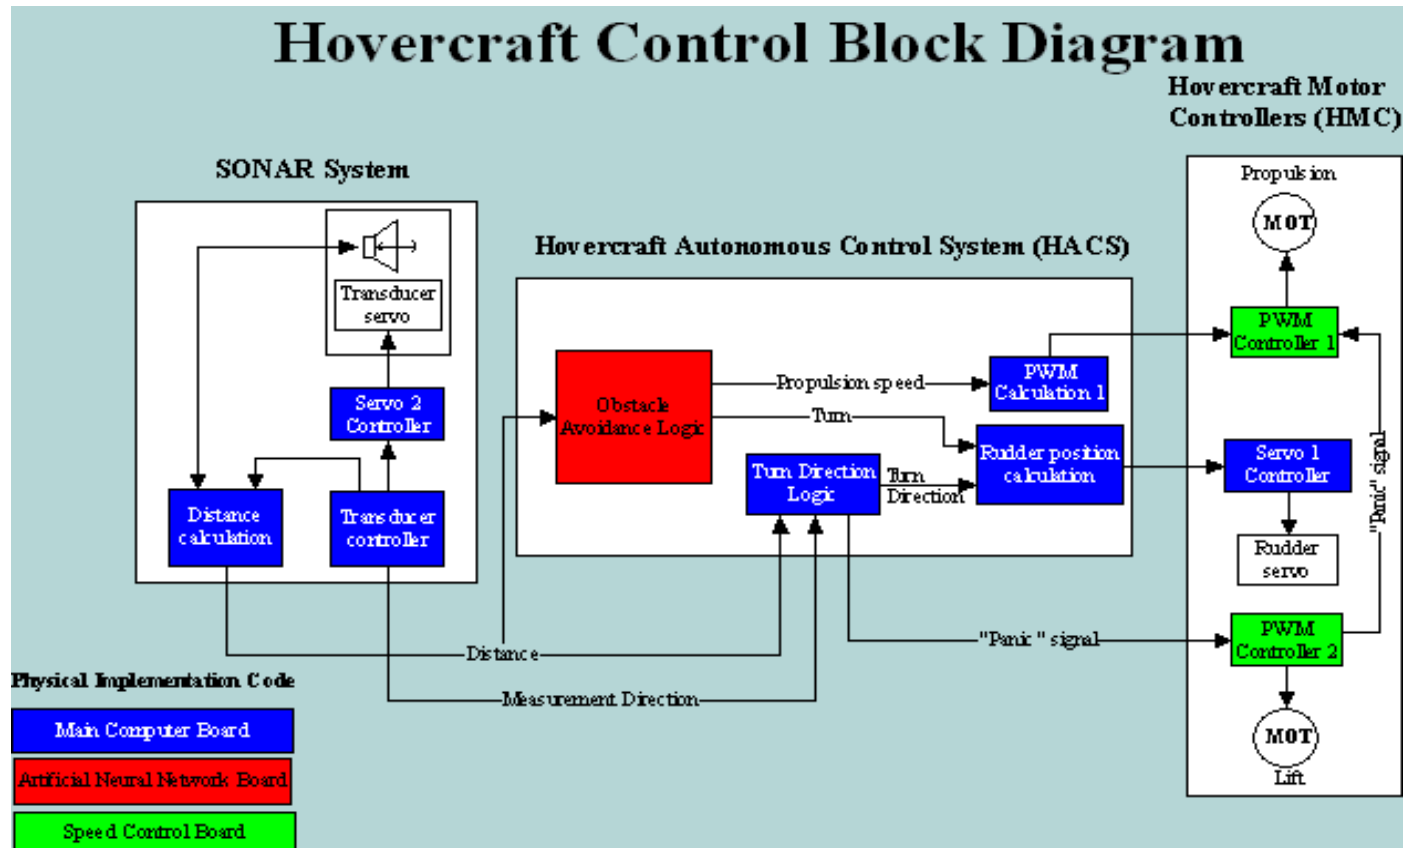 Hovercraft Control Block Diagram
Hovercraft Motor
Controllers (HMC)
SONAR System
Hovercraft Autonomous Control System (HACS)
Transducer
servo
Servo 2
Controller
Distance
calculation
Transducer
controller
Obstacle
Avoidance Logic
Propulsion speed
Turn
PWM
Calculation 1
Turn Direction
Logic
Turn
Direction
Rudder position
calculation
Propulsion
MOT
PWM
Controller 1
Servo 1
Controller
"Panic" signal
Rudder
servo
PWM
Controller 2
MOT
Lift
"Panic " signal
Distance
Measurement Direction
Physical Implementation Code
Main Computer Board
Artificial Neural Network Board
Speed Control Board